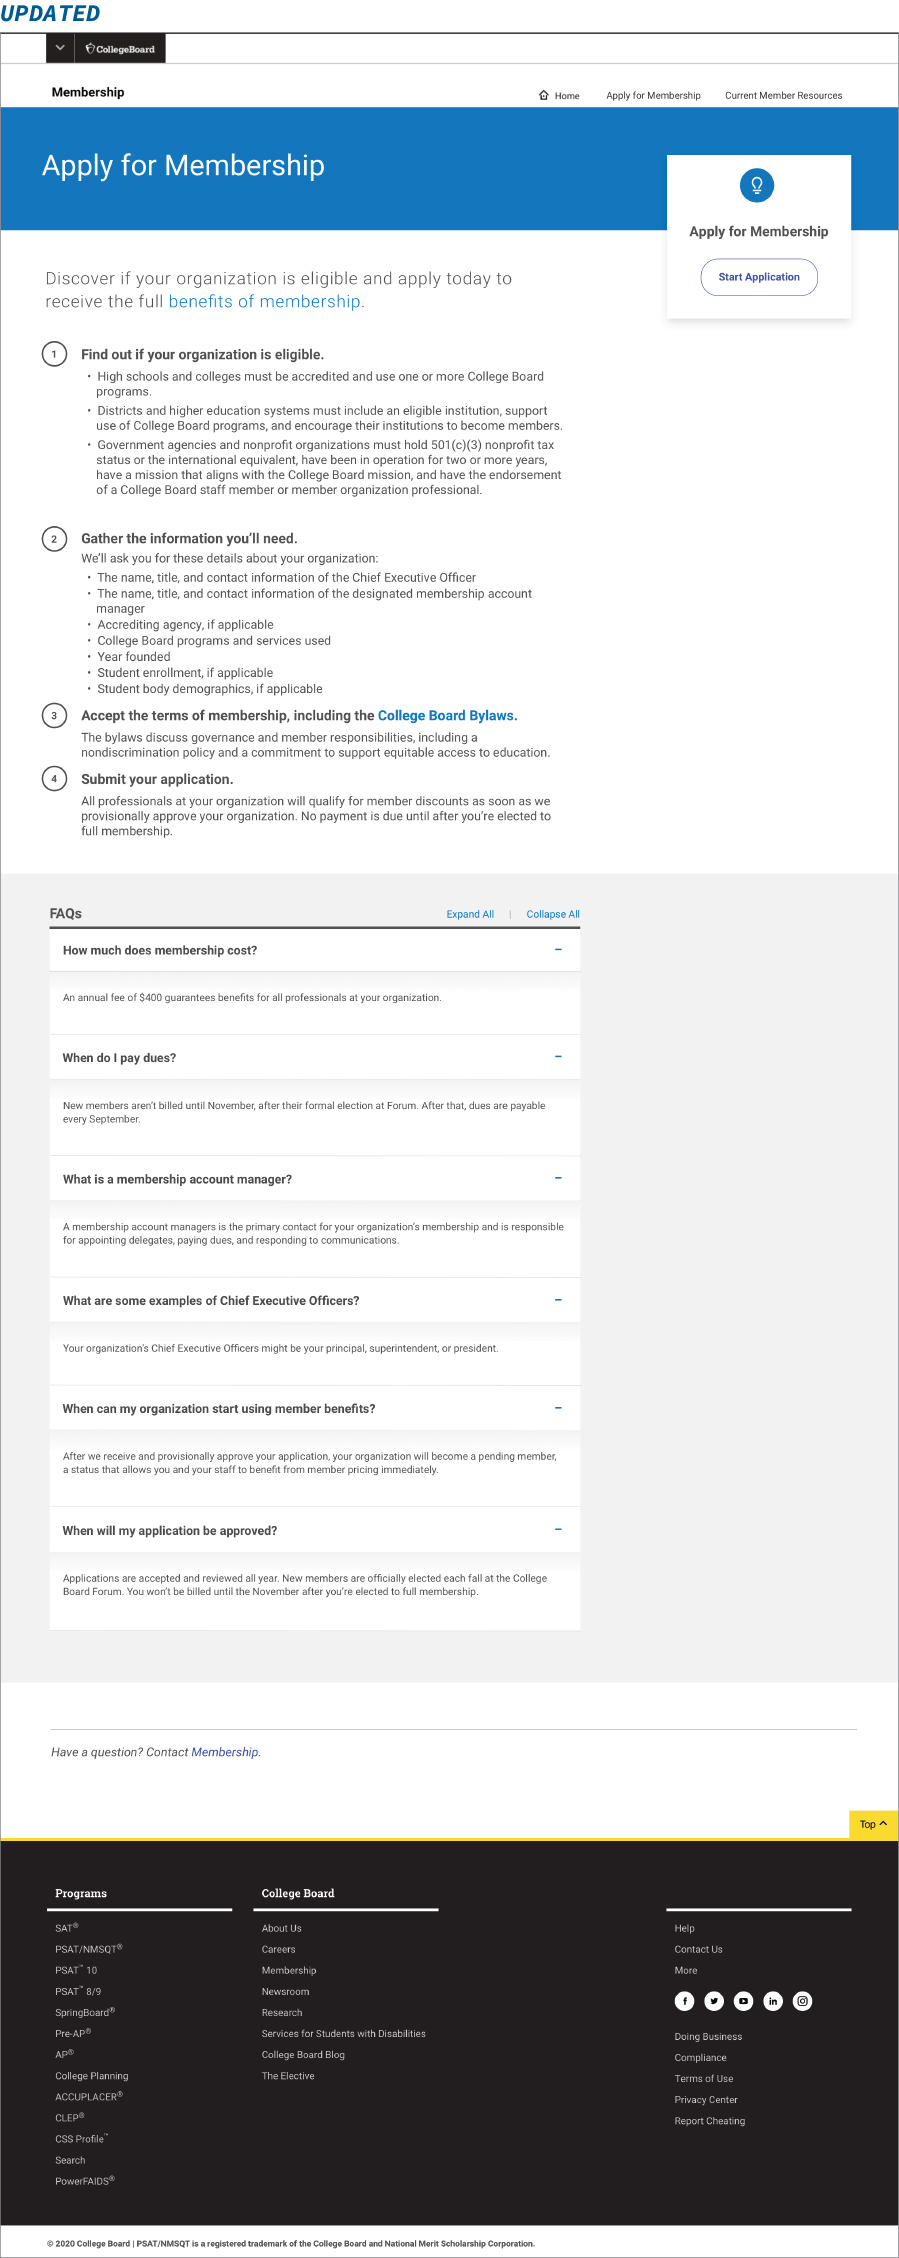 UPDATED
CollegeBoard
Membership
Home
Apply for Membership
Current Member Resources
Apply for Membership
Apply for Membership
Start Application
Discover if your organization is eligible and apply today to
receive the full benefits of membership.
1
Find out if your organization is eligible.
• High schools and colleges must be accredited and use one or more College Board
programs.
• Districts and higher education systems must include an eligible institution, support
use of College Board programs, and encourage their institutions to become members.
• Government agencies and nonprofit organizations must hold 501(c)(3) nonprofit tax
status or the international equivalent, have been in operation for two or more years,
have a mission that aligns with the College Board mission, and have the endorsement
of a College Board staff member or member organization professional.
2
Gather the information you'll need.
We'll ask you for these details about your organization:
• The name, title, and contact information of the Chief Executive Officer
• The name, title, and contact information of the designated membership account
manager
• Accrediting agency, if applicable
• College Board programs and services used
• Year founded
• Student enrollment, if applicable
• Student body demographics, if applicable
3
Accept the terms of membership, including the College Board Bylaws.
The bylaws discuss governance and member responsibilities, including a
nondiscrimination policy and a commitment to support equitable access to education.
4
Submit your application.
All professionals at your organization will qualify for member discounts as soon as we
provisionally approve your organization. No payment is due until after you're elected to
full membership.
FAQs
Expand All | Collapse All
How much does membership cost? –
An annual fee of $400 guarantees benefits for all professionals at your organization.
When do I pay dues? –
New members aren't billed until November, after their formal election at Forum. After that, dues are payable
every September.
What is a membership account manager? –
A membership account managers is the primary contact for your organization's membership and is responsible
for appointing delegates, paying dues, and responding to communications.
What are some examples of Chief Executive Officers? –
Your organization's Chief Executive Officers might be your principal, superintendent, or president.
When can my organization start using member benefits? –
After we receive and provisionally approve your application, your organization will become a pending member,
a status that allows you and your staff to benefit from member pricing immediately.
When will my application be approved? –
Applications are accepted and reviewed all year. New members are officially elected each fall at the College
Board Forum. You won't be billed until the November after you're elected to full membership.
Have a question? Contact Membership.
Top
Programs
SAT®
PSAT/NMSQT®
PSAT™ 10
PSAT™ 8/9
SpringBoard®
Pre-AP®
AP®
College Planning
ACCUPLACER®
CLEP®
CSS Profile™
Search
PowerFAIDS®
College Board
About Us
Careers
Membership
Newsroom
Research
Services for Students with Disabilities
College Board Blog
The Elective
Help
Contact Us
More
Doing Business
Compliance
Terms of Use
Privacy Center
Report Cheating
© 2020 College Board | PSAT/NMSQT is a registered trademark of the College Board and National Merit Scholarship Corporation.